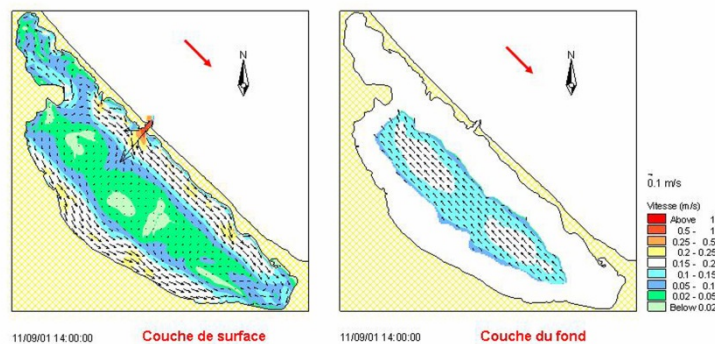 N
N
0.1 m/s
Vitesse (m/s)
Above 1
0.5 - 1
0.25 - 0.5
0.2 - 0.25
0.15 - 0.2
0.1 - 0.15
0.05 - 0.1
0.02 - 0.05
Below 0.02
11/09/01 14:00:00 Couche de surface
11/09/01 14:00:00 Couche du fond